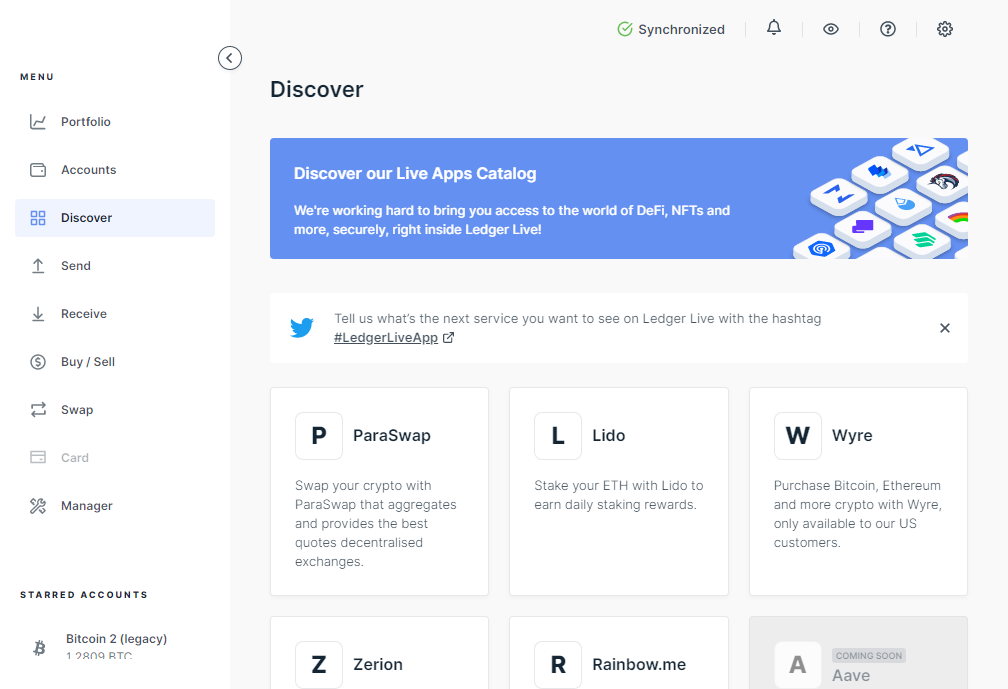 Synchronized
MENU
Portfolio
Accounts
Discover
Send
Receive
Buy / Sell
Swap
Card
Manager
STARRED ACCOUNTS
Bitcoin 2 (legacy)
1.2809 BTC
Discover
Discover our Live Apps Catalog
We're working hard to bring you access to the world of DeFi, NFTs and
more, securely, right inside Ledger Live!
Tell us what's the next service you want to see on Ledger Live with the hashtag
#LedgerLiveApp
P
ParaSwap
Swap your crypto with
ParaSwap that aggregates
and provides the best
quotes decentralised
exchanges.
L
Lido
Stake your ETH with Lido to
earn daily staking rewards.
W
Wyre
Purchase Bitcoin, Ethereum
and more crypto with Wyre,
only available to our US
customers.
Z
Zerion
R
Rainbow.me
A
COMING SOON
Aave